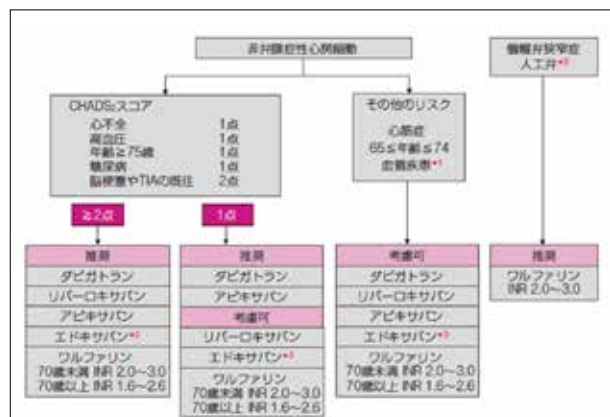 非弁膜症性心房細動
僧帽弁狭窄症
人工弁*2
CHADS₂スコア
心不全 1点
高血圧 1点
年齢≧75歳 1点
糖尿病 1点
脳梗塞やTIAの既往 2点
その他のリスク
心筋症
65≦年齢≦74
血管疾患*1
≧2点
1点
推奨
ダビガトラン
リバーロキサバン
アピキサバン
エドキサバン*3
ワルファリン
70歳未満 INR 2.0〜3.0
70歳以上 INR 1.6〜2.6
推奨
ダビガトラン
アピキサバン
考慮可
リバーロキサバン
エドキサバン*3
ワルファリン
70歳未満 INR 2.0〜3.0
70歳以上 INR 1.6〜2.6
考慮可
ダビガトラン
リバーロキサバン
アピキサバン
エドキサバン*3
ワルファリン
70歳未満 INR 2.0〜3.0
70歳以上 INR 1.6〜2.6
推奨
ワルファリン
INR 2.0〜3.0